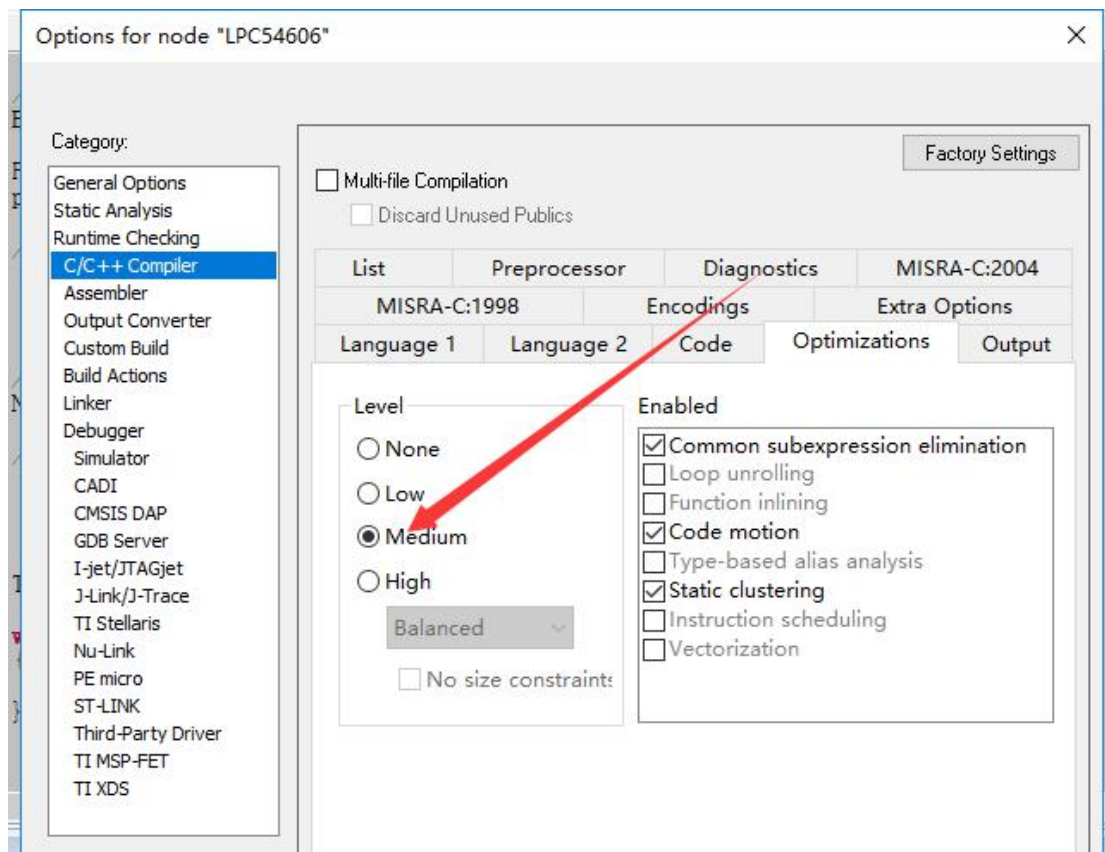 Options for node "LPC54606"
Category:
General Options
Static Analysis
Runtime Checking
C/C++ Compiler
Assembler
Output Converter
Custom Build
Build Actions
Linker
Debugger
Simulator
CADI
CMSIS DAP
GDB Server
I-jet/JTAGjet
J-Link/J-Trace
TI Stellaris
Nu-Link
PE micro
ST-LINK
Third-Party Driver
TI MSP-FET
TI XDS
Factory Settings
Multi-file Compilation
Discard Unused Publics
List Preprocessor Diagnostics MISRA-C:2004
MISRA-C:1998 Encodings Extra Options
Language 1 Language 2 Code Optimizations Output
Level
None
Low
Medium
High
Balanced
No size constraints
Enabled
Common subexpression elimination
Loop unrolling
Function inlining
Code motion
Type-based alias analysis
Static clustering
Instruction scheduling
Vectorization